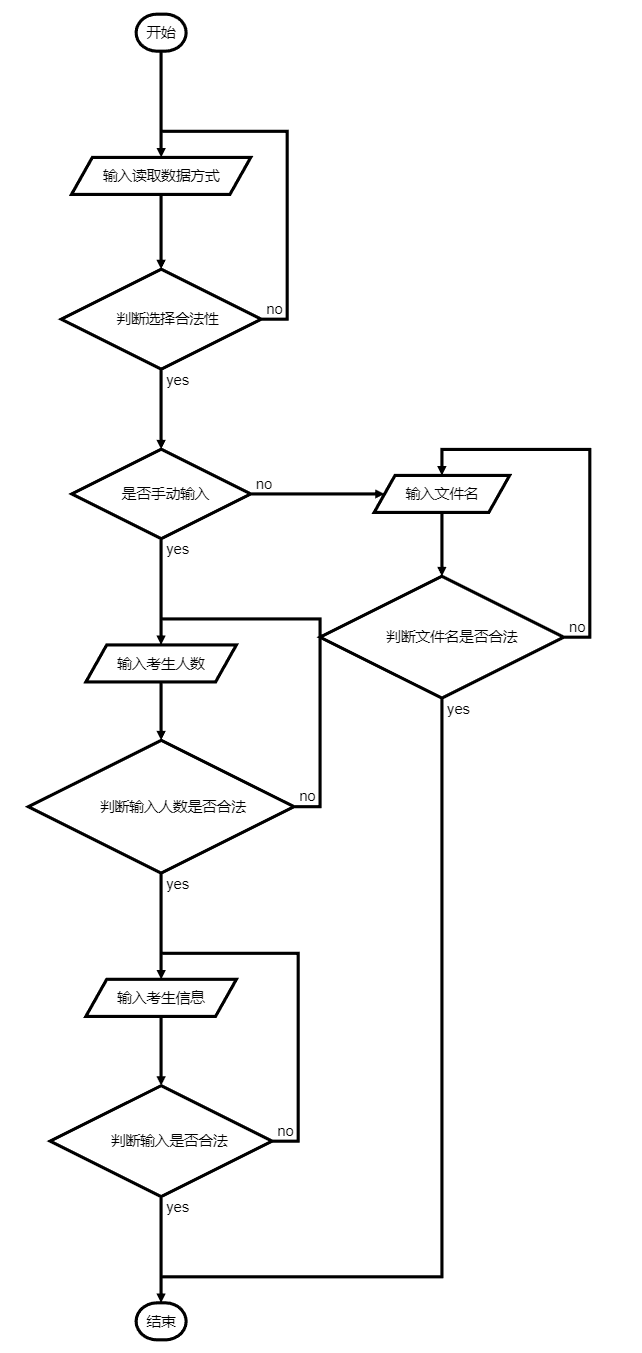 开始
输入读取数据方式
判断选择合法性
no
yes
是否手动输入
no
输入文件名
yes
判断文件名是否合法
no
输入考生人数
yes
判断输入人数是否合法
no
yes
输入考生信息
判断输入是否合法
no
yes
结束